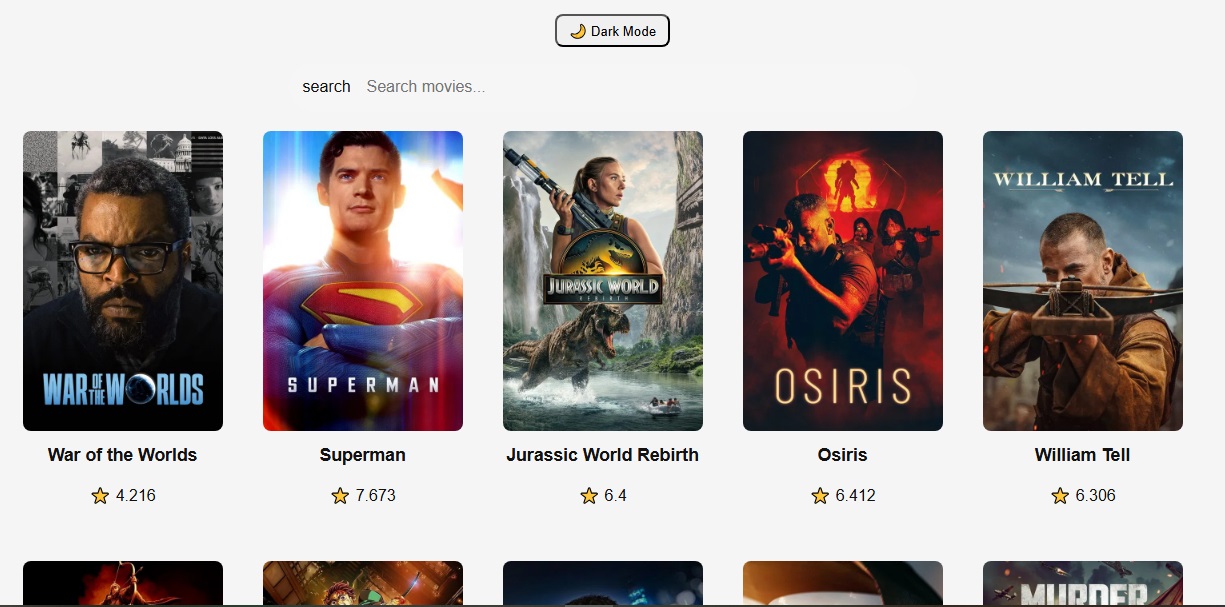 🌙 Dark Mode
search Search movies...
WAR OF THE WORLDS
SUPERMAN
JURASSIC WORLD
REBIRTH
OSIRIS
WILLIAM TELL
War of the Worlds
Superman
Jurassic World Rebirth
Osiris
William Tell
⭐ 4.216
⭐ 7.673
⭐ 6.4
⭐ 6.412
⭐ 6.306
MURDER